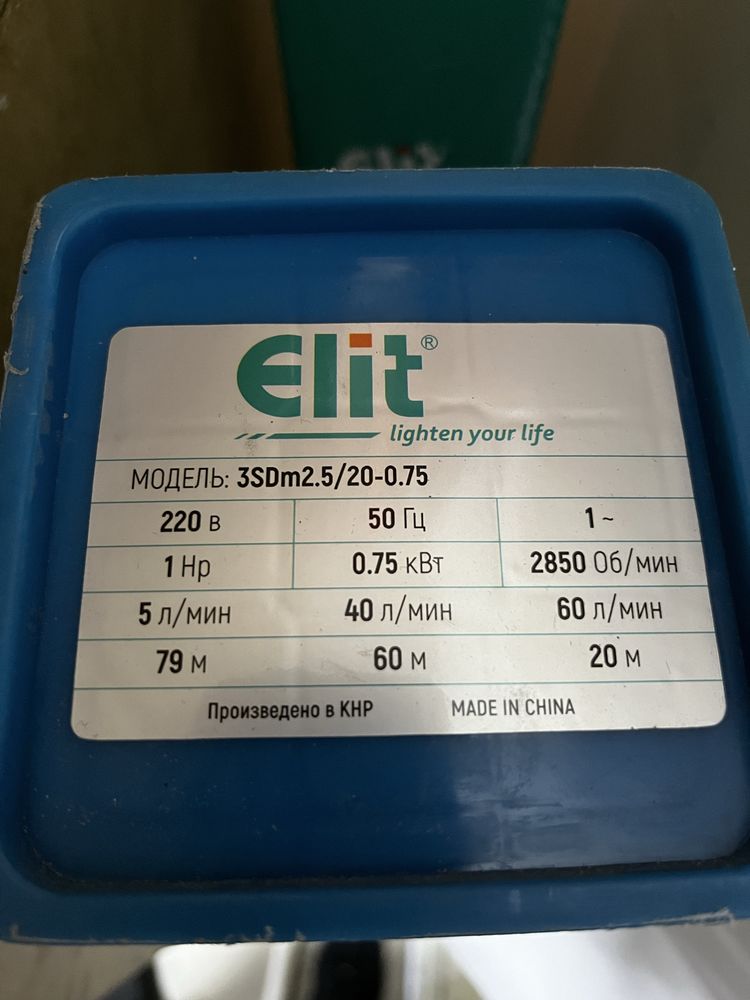 Elit
Elit®
lighten your life
МОДЕЛЬ: 3SDm2.5/20-0.75
220 в 50 Гц 1~
1 Hp 0.75 кВт 2850 Об/мин
5 л/мин 40 л/мин 60 л/мин
79 м 60 м 20 м
Произведено в КНР MADE IN CHINA